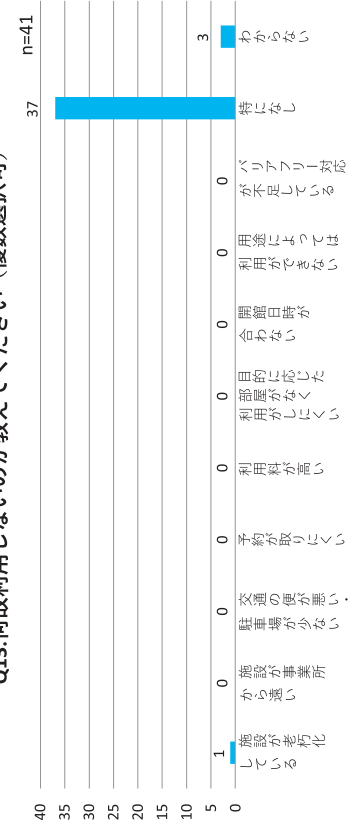 Q13.何故利用しないのか教えてください（複数選択可）
n=41
40
35
30
25
20
15
10
5
0
1
0
0
0
0
0
0
0
0
37
3
施設が老朽化
している
施設が事業所
から遠い
交通の便が悪い・
駐車場が少ない
予約が取りにくい
利用料が高い
目的に応じた
部屋がなく
利用がしにくい
開館日時が
合わない
用途によっては
利用ができない
バリアフリー対応
が不足している
特になし
わからない